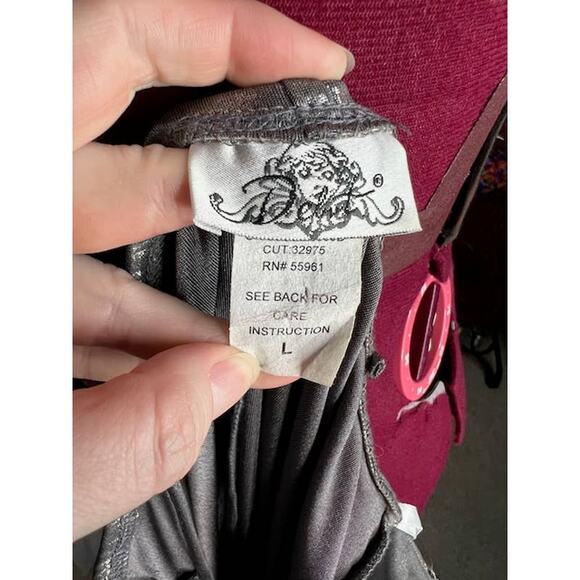 ®
CUT: 32975
RN# 55961
SEE BACK FOR
CARE
INSTRUCTION
L